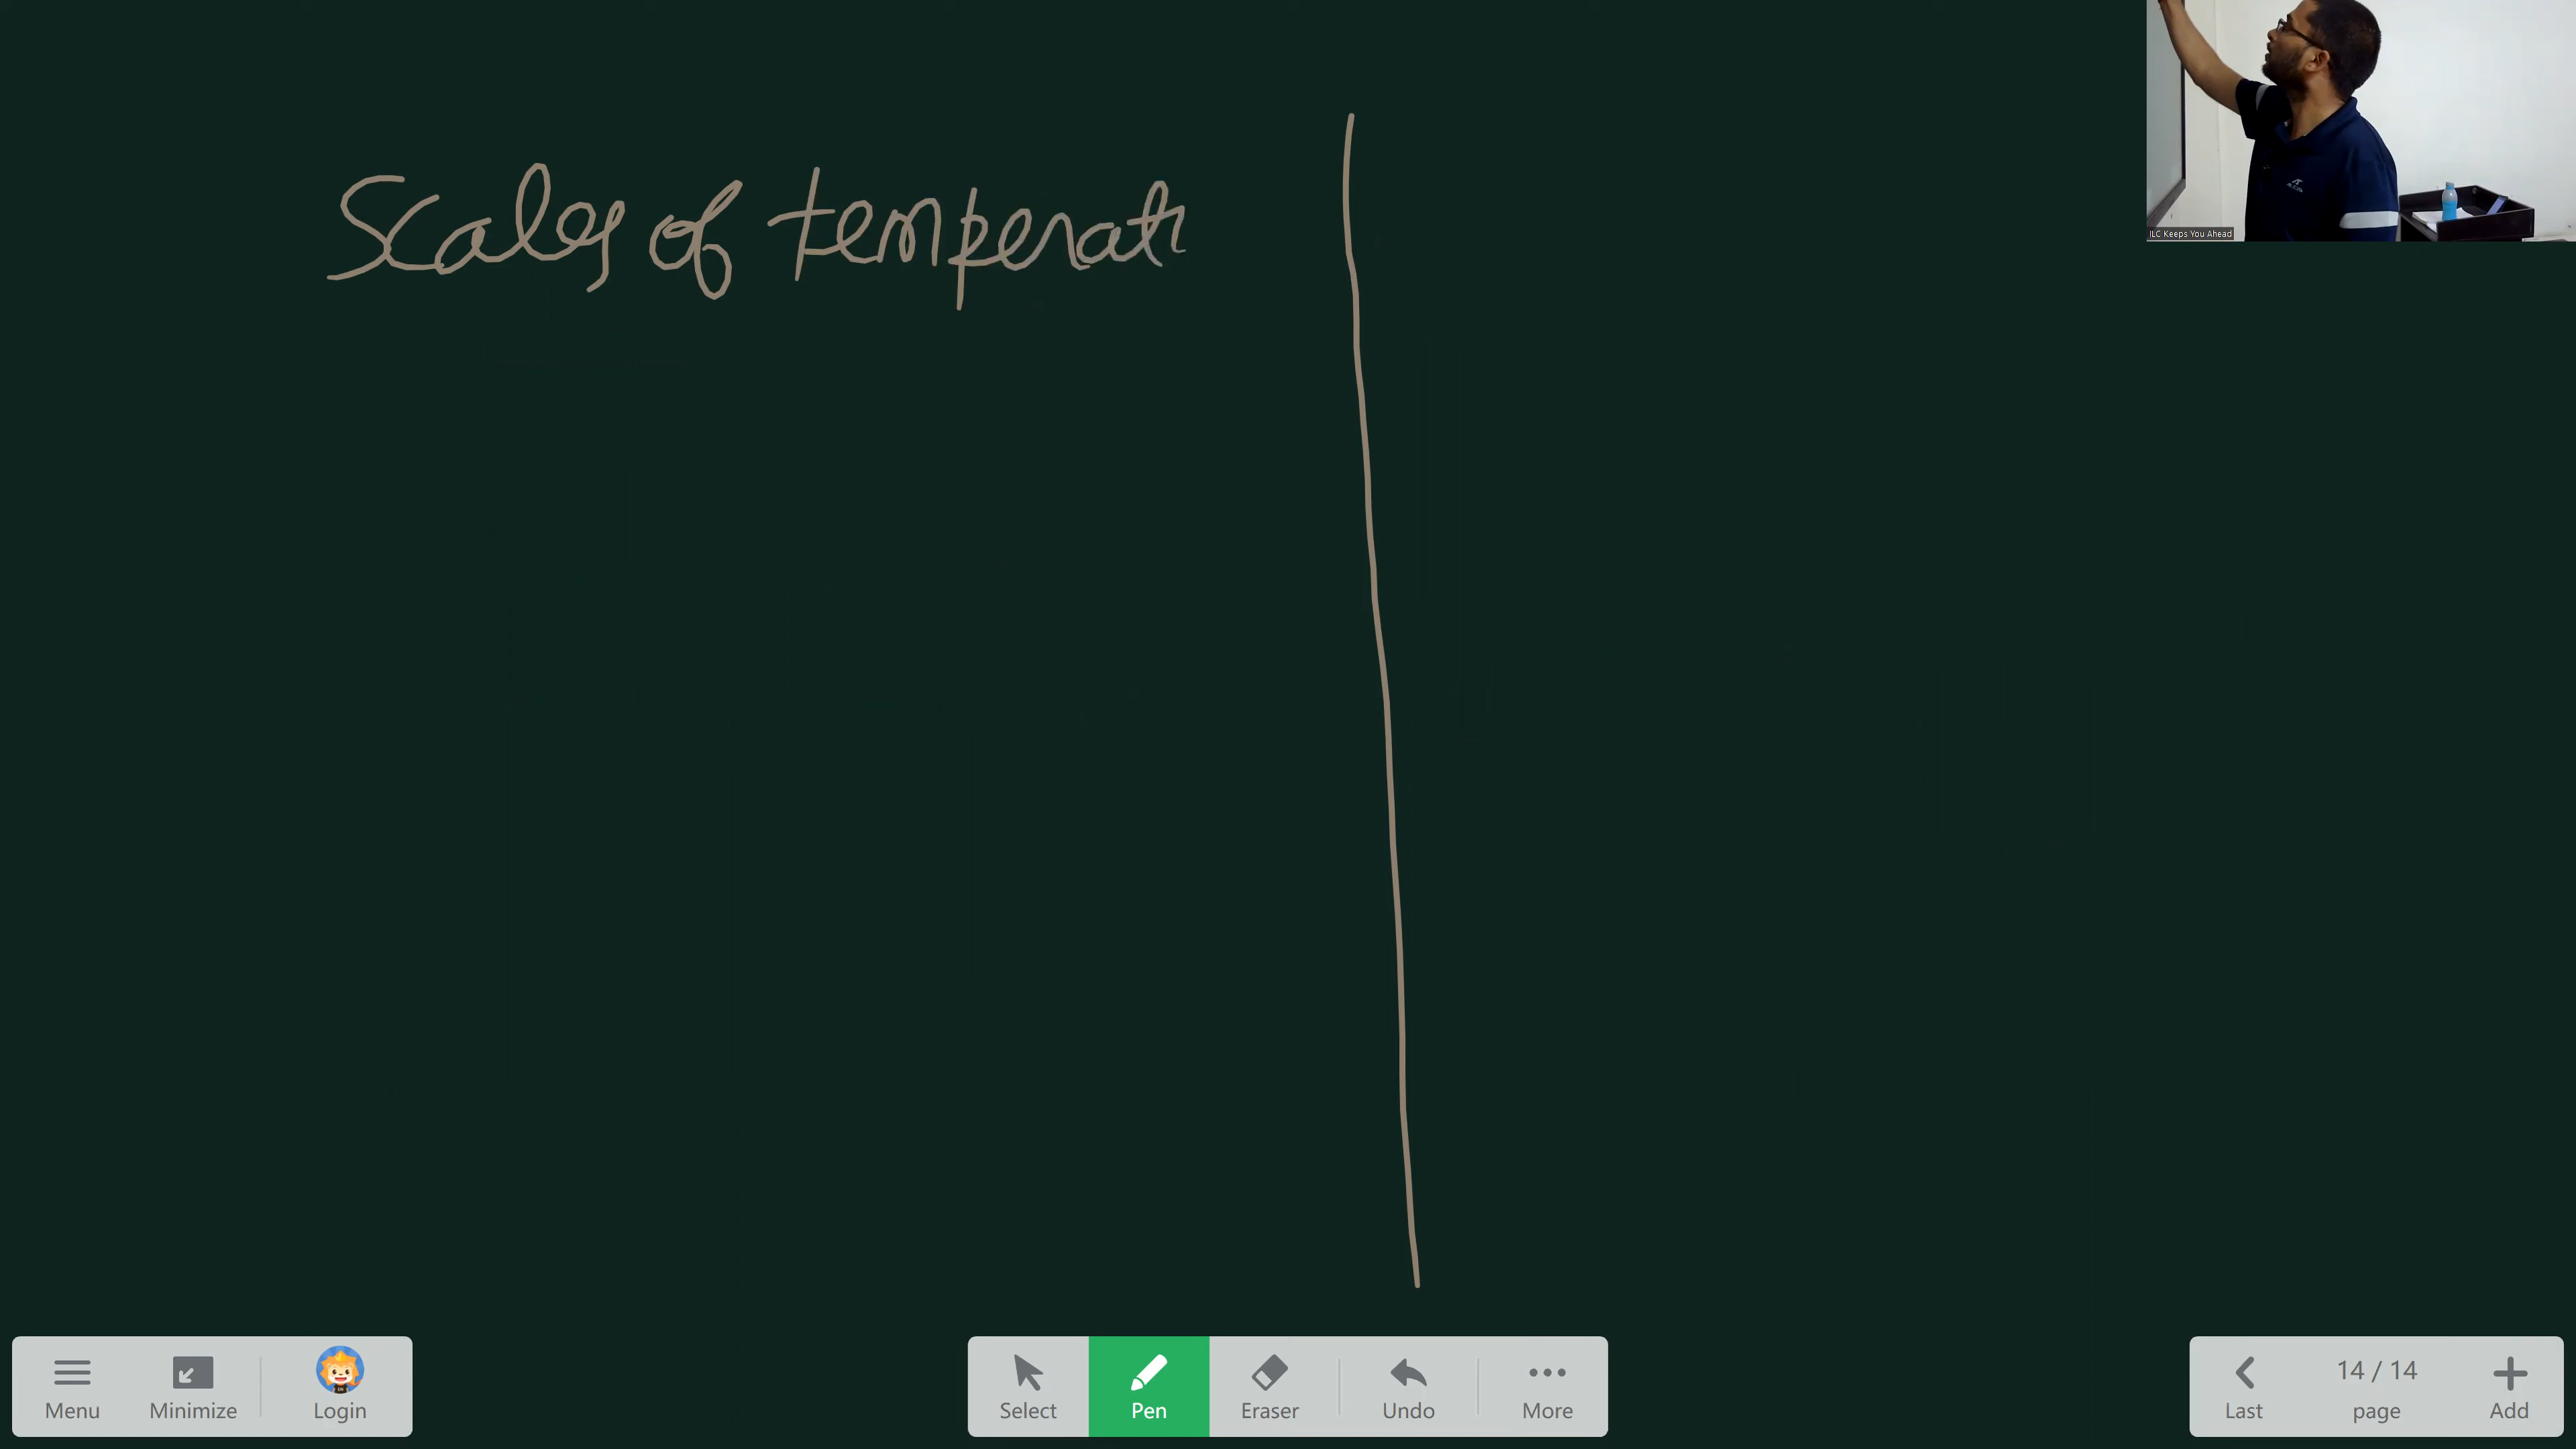 Scales of temperatu
ILC Keeps You Ahead
Menu
Minimize
Login
Select
Pen
Eraser
Undo
More
Last
14 / 14
page
Add